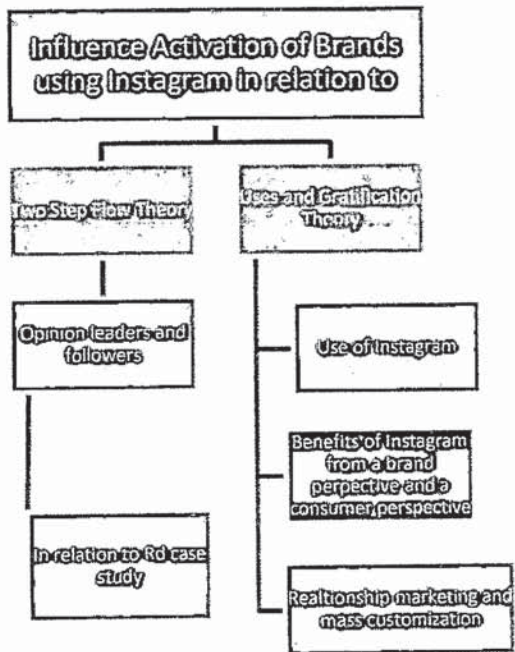 Influence Activation of Brands
using Instagram in relation to
Two Step Flow Theory
Uses and Gratification
Theory
Opinion leaders and
followers
Use of Instagram
Benefits of Instagram
from a brand
perpective and a
consumer perspective
In relation to Rd case
study
Realtionship marketing and
mass customization